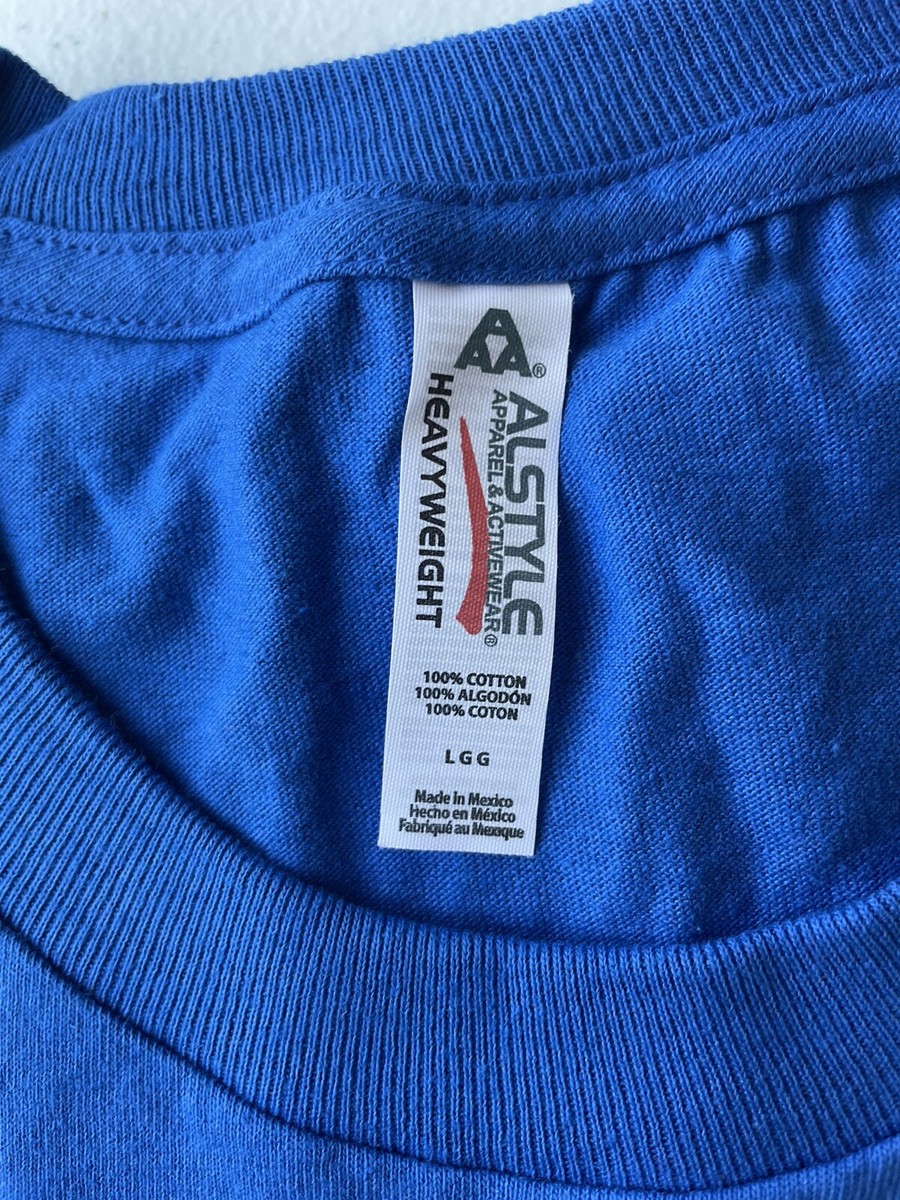 AAA®
ALSTYLE
APPAREL & ACTIVEWEAR®
HEAVYWEIGHT
100% COTTON
100% ALGODÓN
100% COTON
L G G
Made in Mexico
Hecho en México
Fabriqué au Mexique